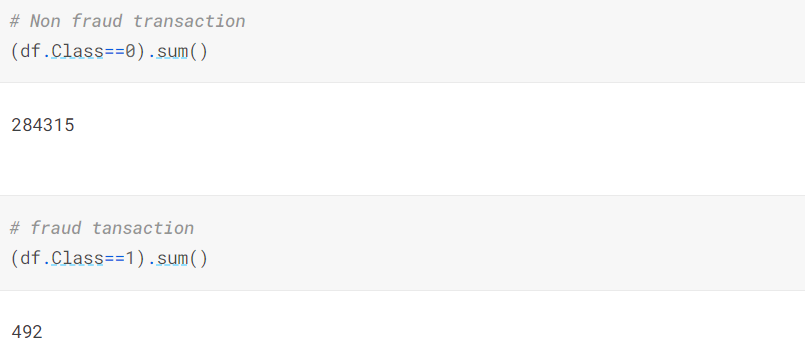 # Non fraud transaction
(df.Class==0).sum()
284315
# fraud tansaction
(df.Class==1).sum()
492